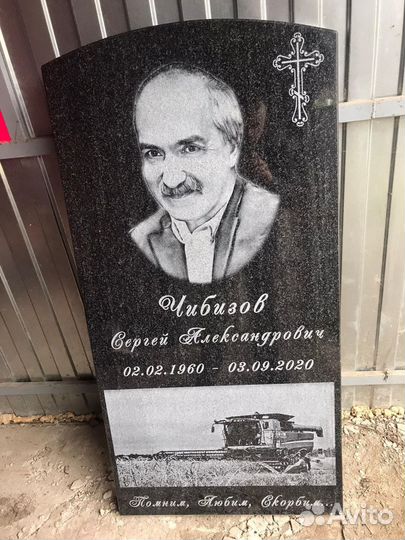 Чибизов
Сергей Александрович
02.02.1960 - 03.09.2020
Помним, Любим, Скорбим...
Avito